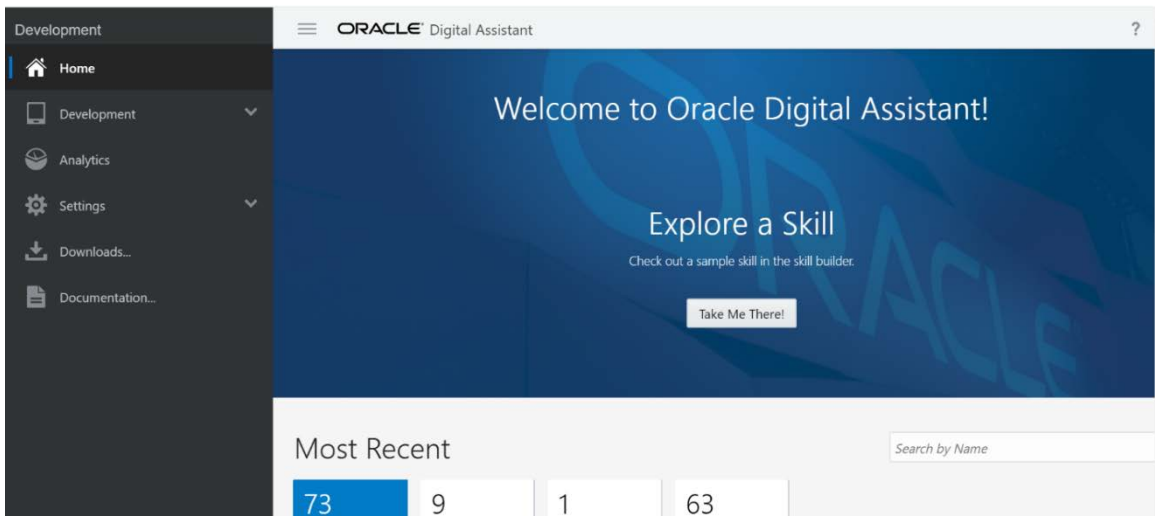 Development
ORACLE Digital Assistant
?
Home
Development
Analytics
Settings
Downloads...
Documentation...
Welcome to Oracle Digital Assistant!
Explore a Skill
Check out a sample skill in the skill builder.
Take Me There!
ORACLE
Most Recent
Search by Name
73
9
1
63